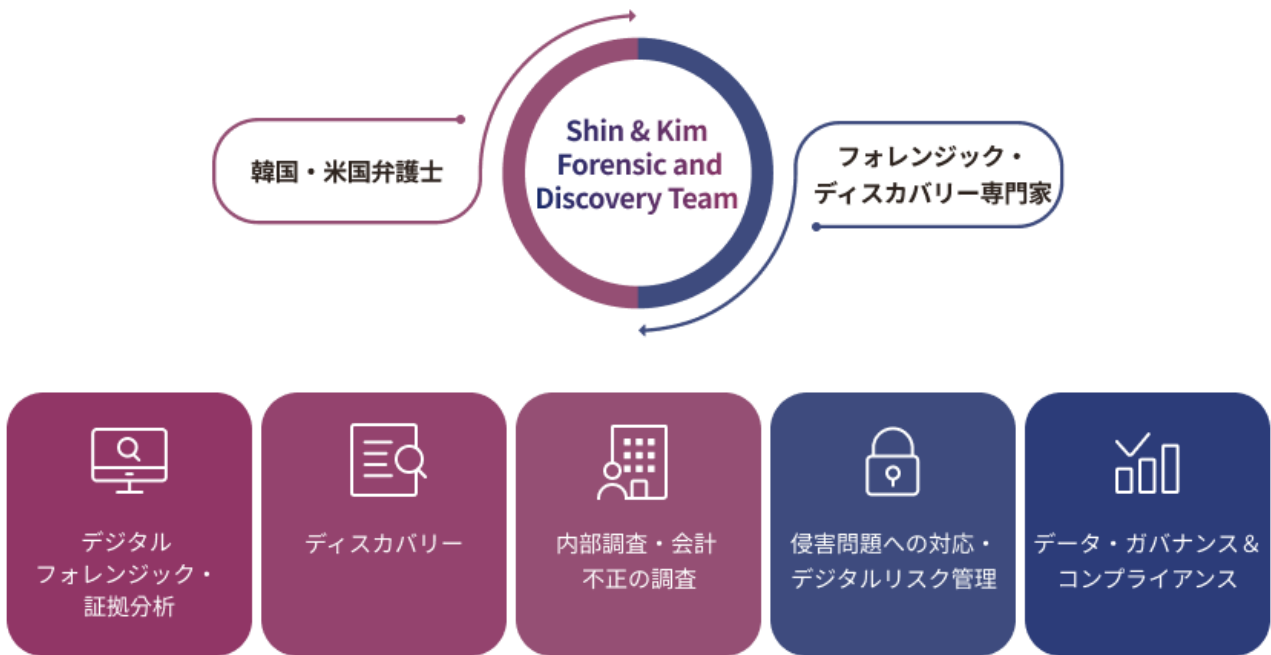 Shin & Kim
Forensic and
Discovery Team
韓国・米国弁護士
フォレンジック・
ディスカバリー専門家
デジタル
フォレンジック・
証拠分析
ディスカバリー
内部調査・会計
不正の調査
侵害問題への対応・
デジタルリスク管理
データ・ガバナンス＆
コンプライアンス